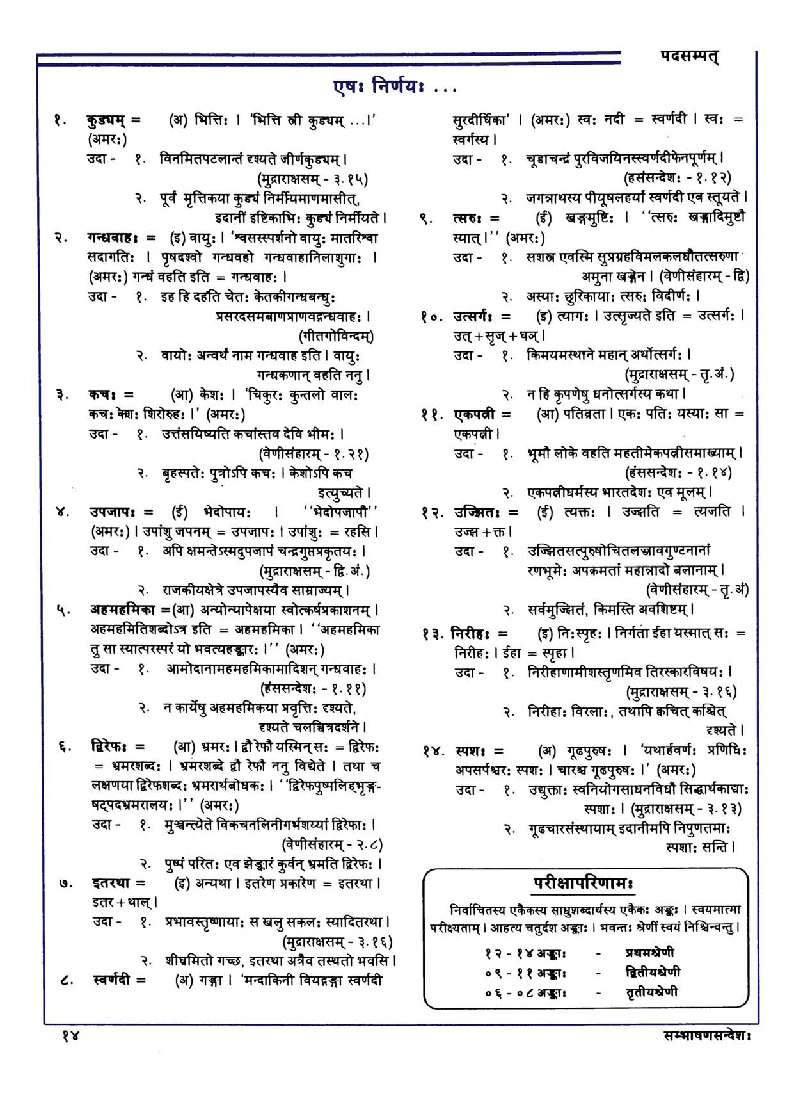 पदसम्पत्
एषः निर्णयः ...
१. कुड्यम् = (अ) भित्तिः । 'भित्ति स्त्री कुड्यम् ...।'
(अमरः)
उदा - १. विनमितपटलान्तं दृश्यते जीर्णकुड्यम् ।
(मुद्राराक्षसम् - ३.१५)
२. पूर्वं मृत्तिकया कुड्यं निर्मीयमाणमासीत्,
इदानीं इष्टिकाभिः कुड्यं निर्मीयते ।
२. गन्धवाहः = (इ) वायुः । 'श्वसस्स्पर्शनो वायुः मातरिश्वा
सदागतिः । पृषदश्वो गन्धवहो गन्धवाहानिलाशुगाः ।
(अमरः) गन्धं वहति इति = गन्धवाहः ।
उदा - १. इह हि दहति चेतः केतकीगन्धबन्धुः
प्रसरदसमबाणप्राणवद्गन्धवाहः ।
(गीतगोविन्दम्)
२. वायोः अन्वर्थं नाम गन्धवाह इति । वायुः
गन्धकणान् वहति ननु ।
३. कचः = (आ) केशः । 'चिकुरः कुन्तलो वालः
कचः केशः शिरोरुहः ।' (अमरः)
उदा - १. उत्तंसयिष्यति कचांस्तव देवि भीमः ।
(वेणीसंहारम् - १.२१)
२. बृहस्पतेः पुत्रोऽपि कचः । केशोऽपि कच
इत्युच्यते ।
४. उपजापः = (ई) भेदोपायः । ''भेदोपजापौ''
(अमरः) । उपांशु जपनम् = उपजापः । उपांशुः = रहसि ।
उदा - १. अपि क्षमन्तेऽस्मदुपजापं चन्द्रगुप्तप्रकृतयः ।
(मुद्राराक्षसम् - द्वि.अं.)
२. राजकीयक्षेत्रे उपजापस्यैव साम्राज्यम् ।
५. अहमहमिका =(आ) अन्योन्यापेक्षया स्वोत्कर्षप्रकाशनम् ।
अहमहमितिशब्दोऽत्र इति = अहमहमिका । ''अहमहमिका
तु सा स्यात्परस्परं यो भवत्यहङ्कारः ।'' (अमरः)
उदा - १. आमोदानामहमहमिकामादिशन् गन्धवाहः ।
(हंससन्देशः - १.११)
२. न कार्येषु अहमहमिकया प्रवृत्तिः दृश्यते,
दृश्यते चलच्चित्रदर्शने ।
६. द्विरेफः = (आ) भ्रमरः । द्वौ रेफौ यस्मिन् सः = द्विरेफः
= भ्रमरशब्दः । भ्रमरशब्दे द्वौ रेफौ ननु विद्येते । तथा च
लक्षणया द्विरेफशब्दः भ्रमरार्थबोधकः । ''द्विरेफपुष्पलिड्भृङ्ग-
षट्पदभ्रमरालयः ।'' (अमरः)
उदा - १. मुञ्चन्त्येते विकचनलिनीगर्भशय्यां द्विरेफाः ।
(वेणीसंहारम् - २.८)
२. पुष्पं परितः एव झेङ्कारं कुर्वन् भ्रमति द्विरेफः ।
७. इतरथा = (इ) अन्यथा । इतरेण प्रकारेण = इतरथा ।
इतर + थाल् ।
उदा - १. प्रभावस्तृष्णायाः स खलु सकलः स्यादितरथा ।
(मुद्राराक्षसम् - ३.१६)
२. शीघ्रमितो गच्छ, इतरथा अत्रैव तस्थतो भवसि ।
८. स्वर्णदी = (अ) गङ्गा । 'मन्दाकिनी वियद्गङ्गा स्वर्णदी
सुरदीर्घिका' । (अमरः) स्वः नदी = स्वर्णदी । स्वः =
स्वर्गस्य ।
उदा - १. चूडाचन्द्रं पुरविजयिनस्स्वर्णदीफेनपूर्णम् ।
(हंससंदेशः - १.१२)
२. जगन्नाथस्य पीयूषलहर्यां स्वर्णदी एव स्तूयते ।
९. त्सरुः = (ई) खड्गमुष्टिः । ''त्सरुः खड्गादिमुष्टौ
स्यात् ।'' (अमरः)
उदा - १. सशस्त्र एवस्मि सुप्रग्रहविमलकलधौतत्सरुणा
अमुना खड्गेन । (वेणीसंहारम् - द्वि)
२. अस्याः छुरिकायाः त्सरुः विदीर्णः ।
१०. उत्सर्गः = (इ) त्यागः । उत्सृज्यते इति = उत्सर्गः ।
उत् + सृज् + घञ् ।
उदा - १. किमयमस्थाने महान् अर्थोत्सर्गः ।
(मुद्राराक्षसम् - तृ.अं.)
२. न हि कृपणेषु धनोत्सर्गस्य कथा ।
११. एकपत्नी = (आ) पतिव्रता । एकः पतिः यस्याः सा =
एकपत्नी ।
उदा - १. भूमौ लोके वहति महतीमेकपत्नीसमाख्याम् ।
(हंससन्देशः - १.१४)
२. एकपत्नीधर्मस्य भारतदेशः एव मूलम् ।
१२. उज्झितः = (ई) त्यक्तः । उज्झति = त्यजति ।
उज्झ + क्त ।
उदा - १. उज्झितसत्पुरुषोचितलज्जावगुण्टनानां
रणभूमेः अपक्रमतां महान्नादो बलानाम् ।
(वेणीसंहारम् - तृ.अं)
२. सर्वमुज्झितं, किमस्ति अवशिष्टम् ।
१३. निरीहः = (इ) निःस्पृहः । निर्गता ईहा यस्मात् सः =
निरीहः । ईहा = स्पृहा ।
उदा - १. निरीहाणामीशस्तृणमिव तिरस्कारविषयः ।
(मुद्राराक्षसम् - ३.१६)
२. निरीहाः विरलाः, तथापि क्वचित् कश्चित्
दृश्यते ।
१४. स्पशः = (अ) गूढपुरुषः । 'यथार्हवर्णः प्रणिधिः
अपसर्पश्चरः स्पशः । चारश्च गूढपुरुषः ।' (अमरः)
उदा - १. उद्युक्ताः स्वनियोगसाधनविधौ सिद्धार्थकाद्याः
स्पशाः । (मुद्राराक्षसम् - ३.१३)
२. गूढचारसंस्थायाम् इदानीमपि निपुणतमाः
स्पशाः सन्ति ।
परीक्षापरिणामः
निर्वाचितस्य एकैकस्य साधुशब्दार्थस्य एकैकः अङ्कः । स्वयमात्मा
परीक्ष्यताम् । आहत्य चतुर्दश अङ्काः । भवन्तः श्रेणीं स्वयं निश्चिन्वन्तु ।
१२ - १४ अङ्काः - प्रथमश्रेणी
०९ - ११ अङ्काः - द्वितीयश्रेणी
०६ - ०८ अङ्काः - तृतीयश्रेणी
१४
सम्भाषणसन्देशः